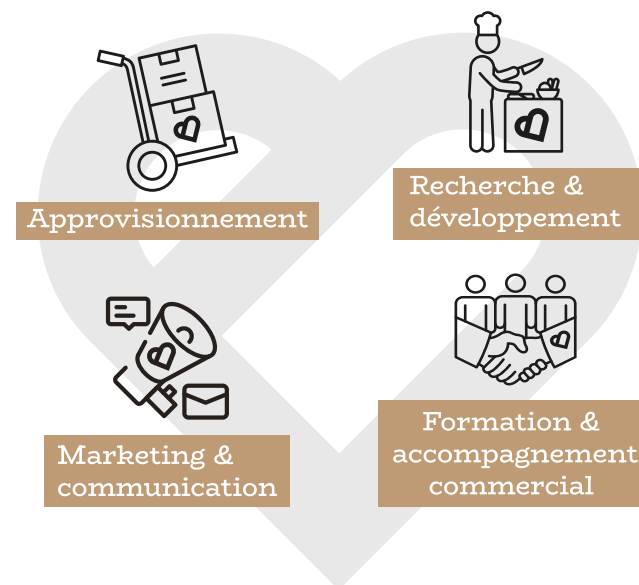 Approvisionnement
Recherche &
développement
Marketing &
communication
Formation &
accompagnement
commercial